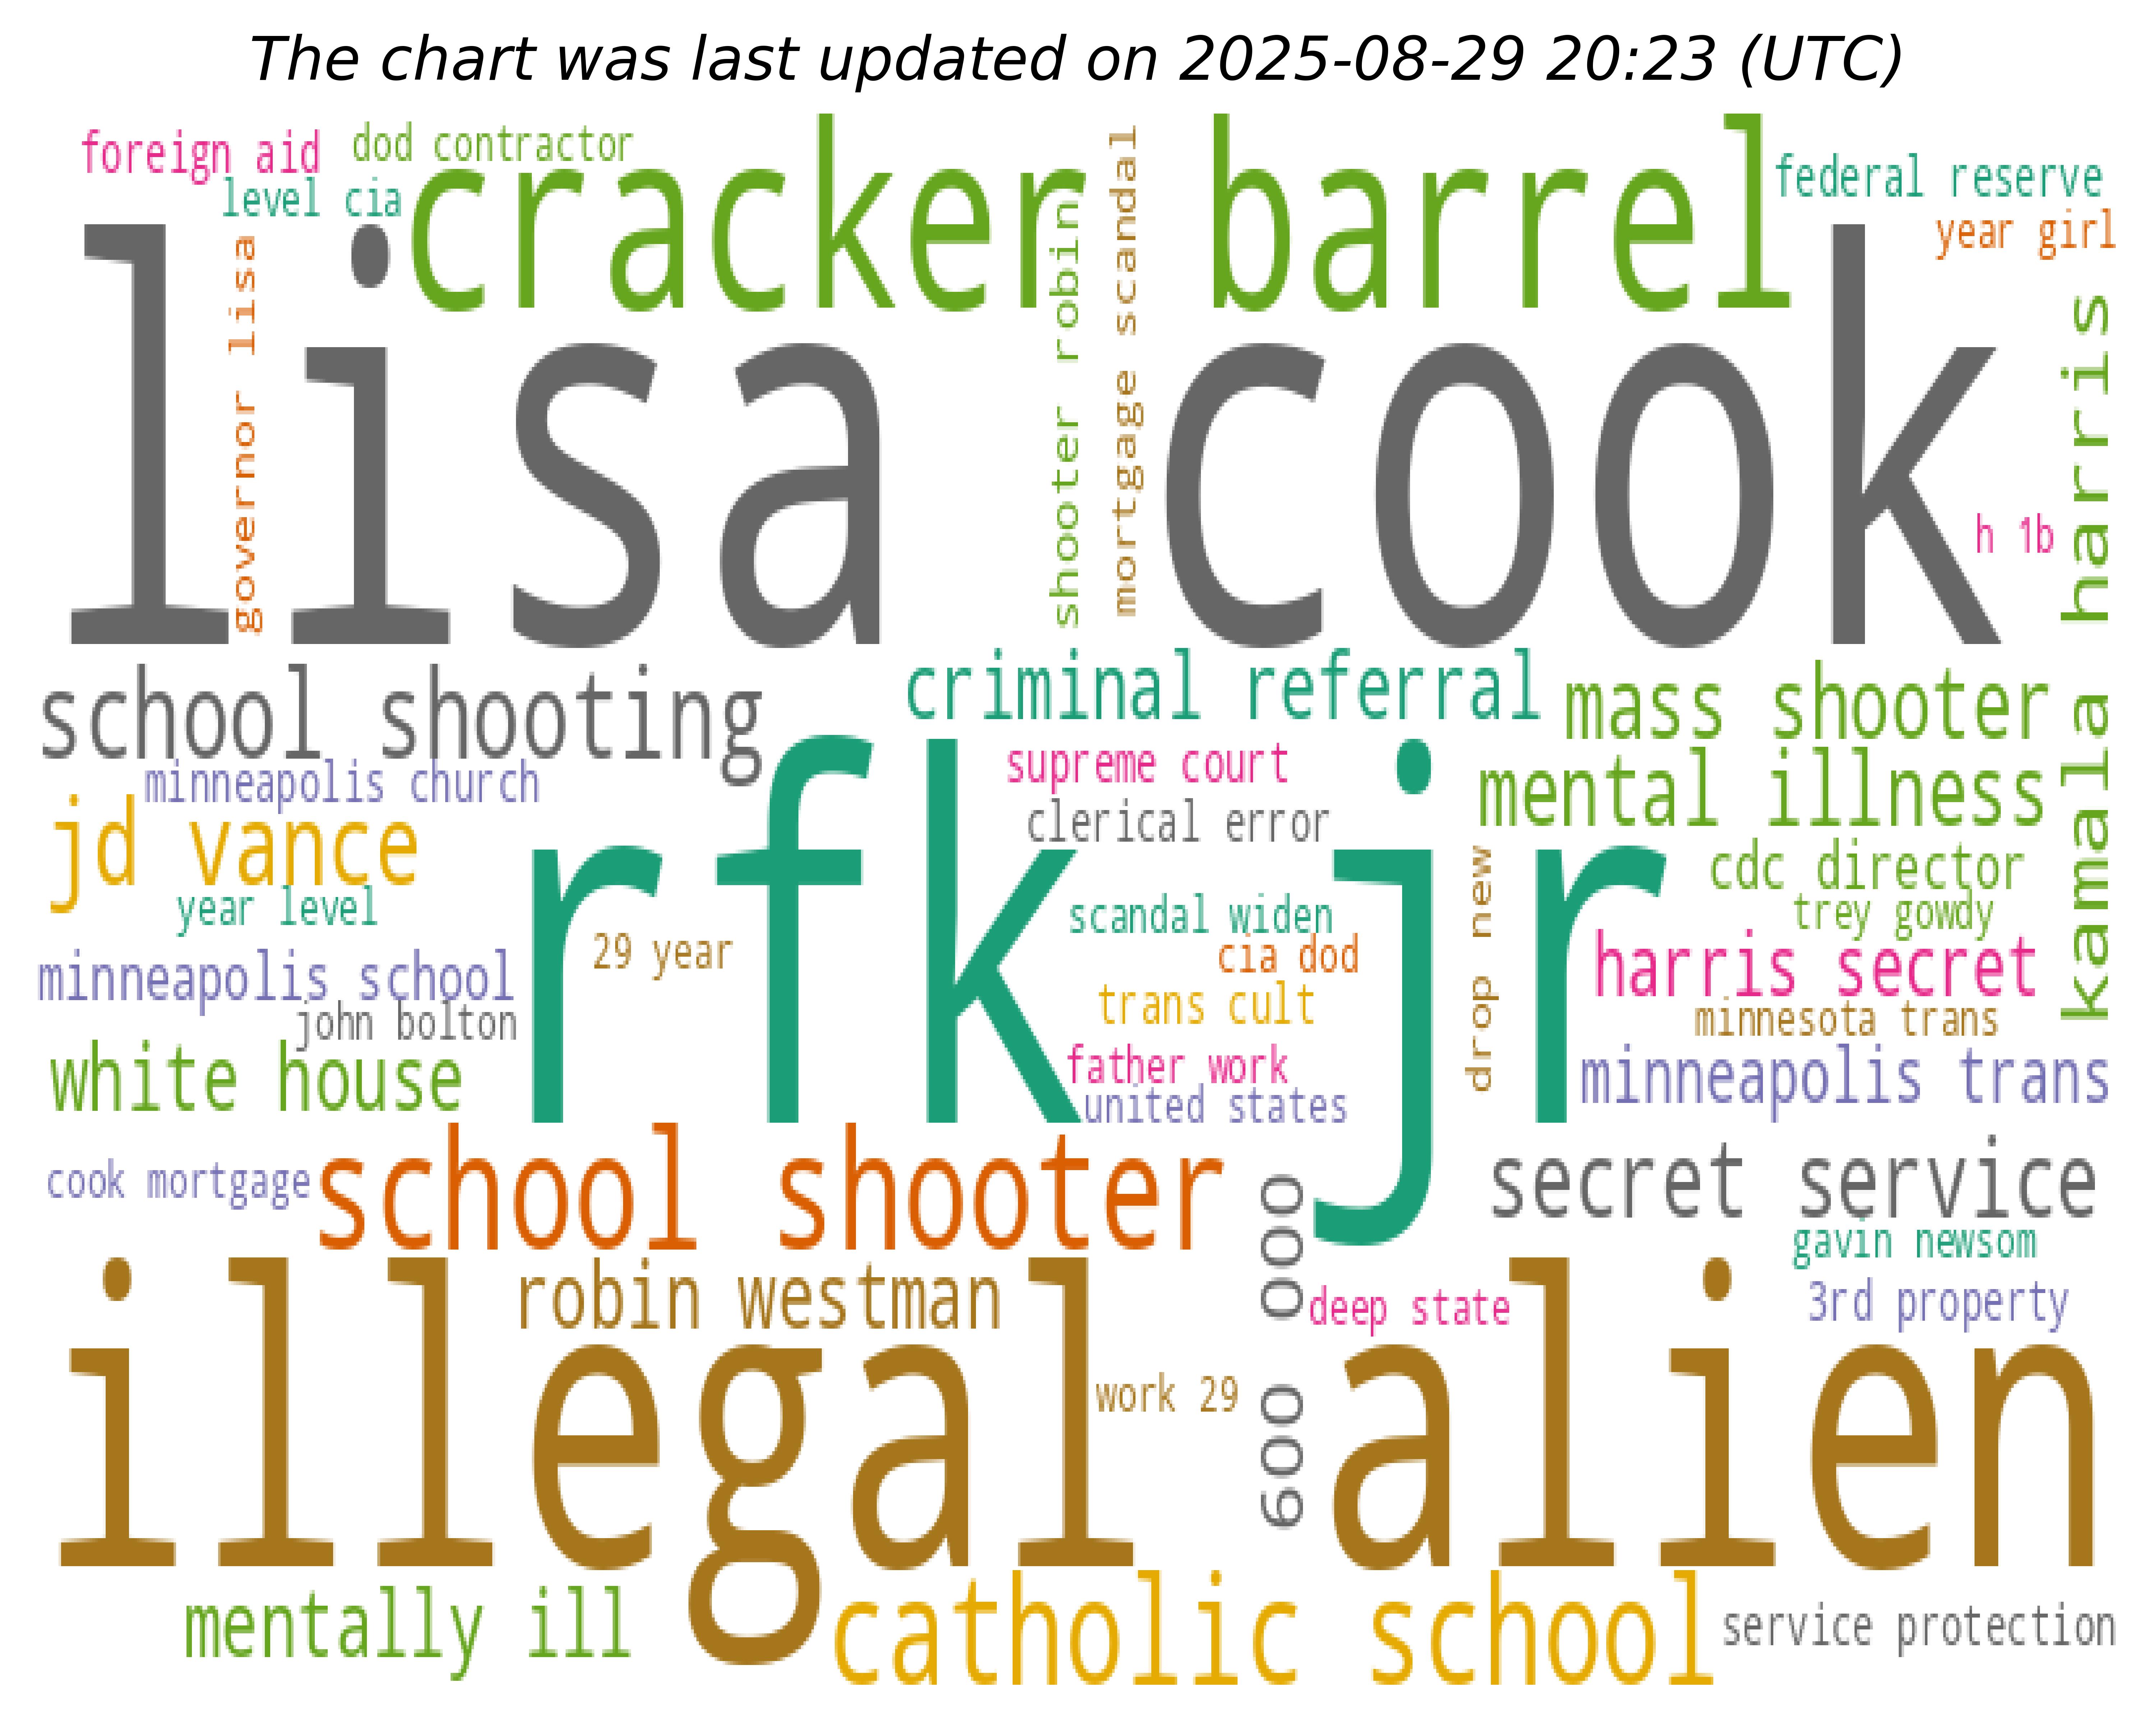 The chart was last updated on 2025-08-29 20:23 (UTC)
foreign aid
dod contractor
level cia
cracker barrel
federal reserve
year girl
lisa cook
governor lisa
shooter robin
mortgage scandal
h 1b
kamala harris
school shooting
criminal referral
mass shooter
minneapolis church
supreme court
mental illness
jd vance
clerical error
rfk jr
cdc director
year level
scandal widen
trey gowdy
29 year
cia dod
drop new
harris secret
minneapolis school
trans cult
john bolton
minnesota trans
white house
father work
minneapolis trans
united states
cook mortgage
school shooter
secret service
gavin newsom
robin westman
deep state
3rd property
illegal alien
work 29
600 000
mentally ill
catholic school
service protection